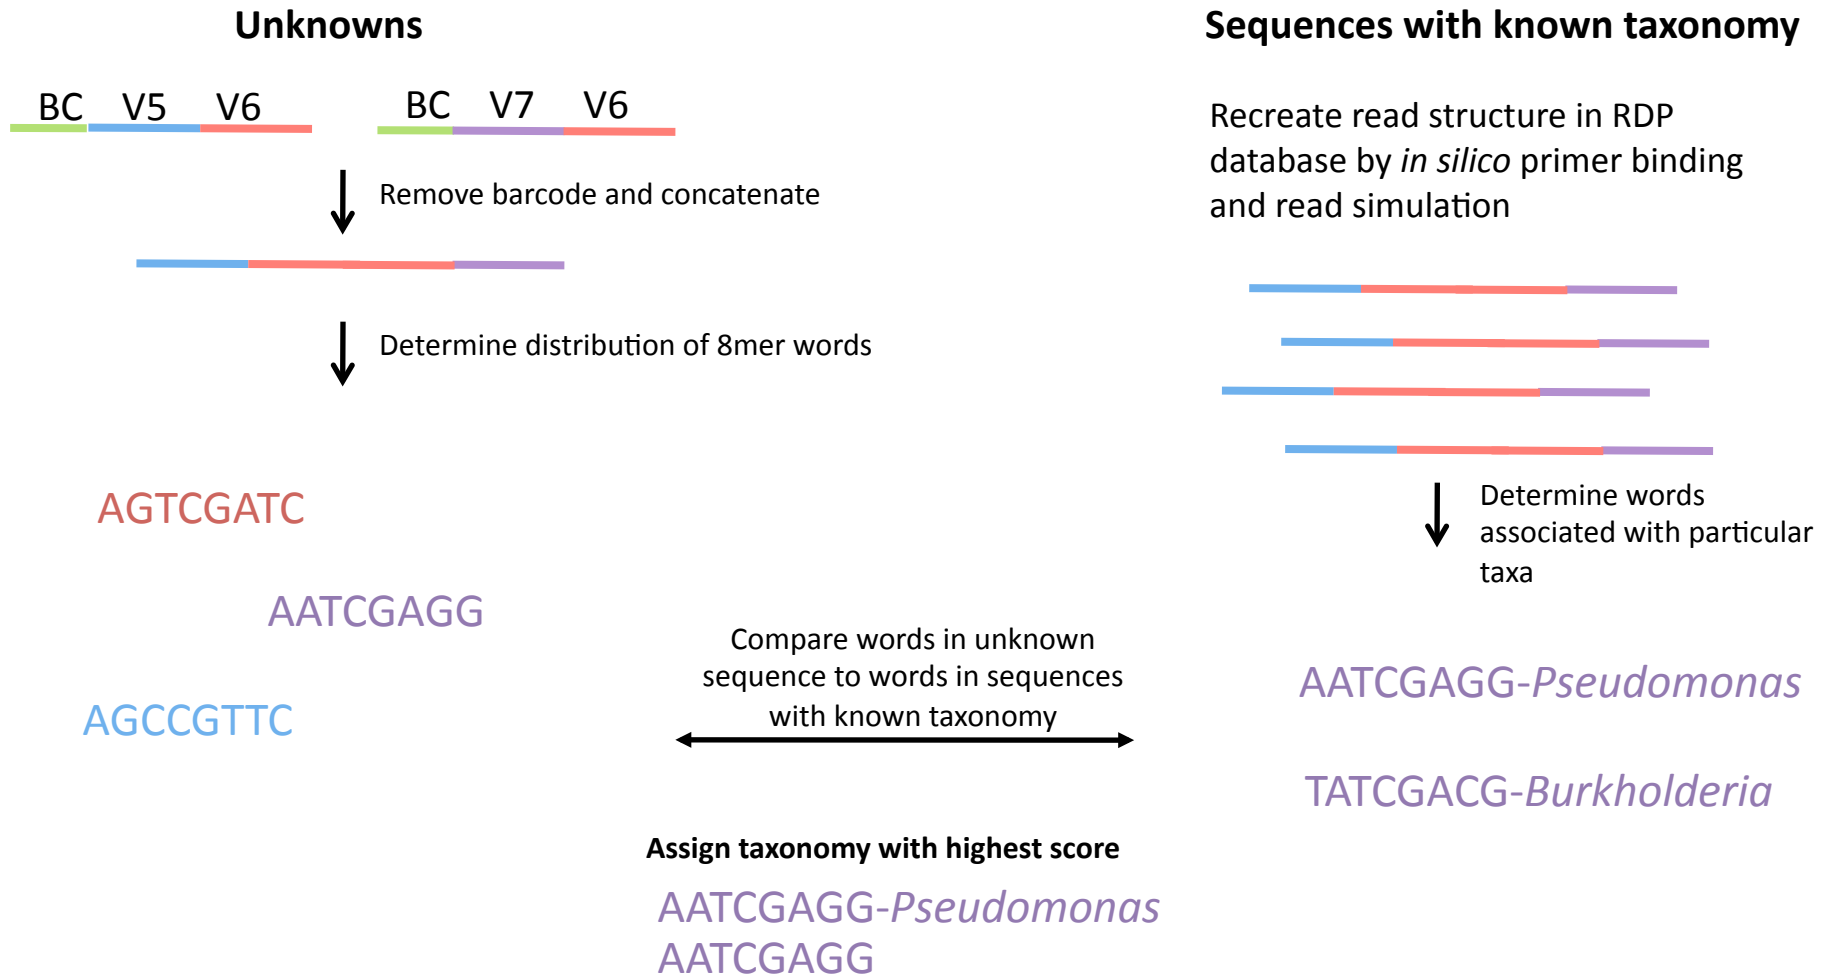 Unknowns
BC V5 V6
BC V7 V6
Remove barcode and concatenate
Determine distribution of 8mer words
AGTCGATC
AATCGAGG
AGCCGTTC
Sequences with known taxonomy
Recreate read structure in RDP
database by in silico primer binding
and read simulation
Determine words
associated with particular
taxa
AATCGAGG-Pseudomonas
TATCGACG-Burkholderia
Compare words in unknown
sequence to words in sequences
with known taxonomy
Assign taxonomy with highest score
AATCGAGG-Pseudomonas
AATCGAGG